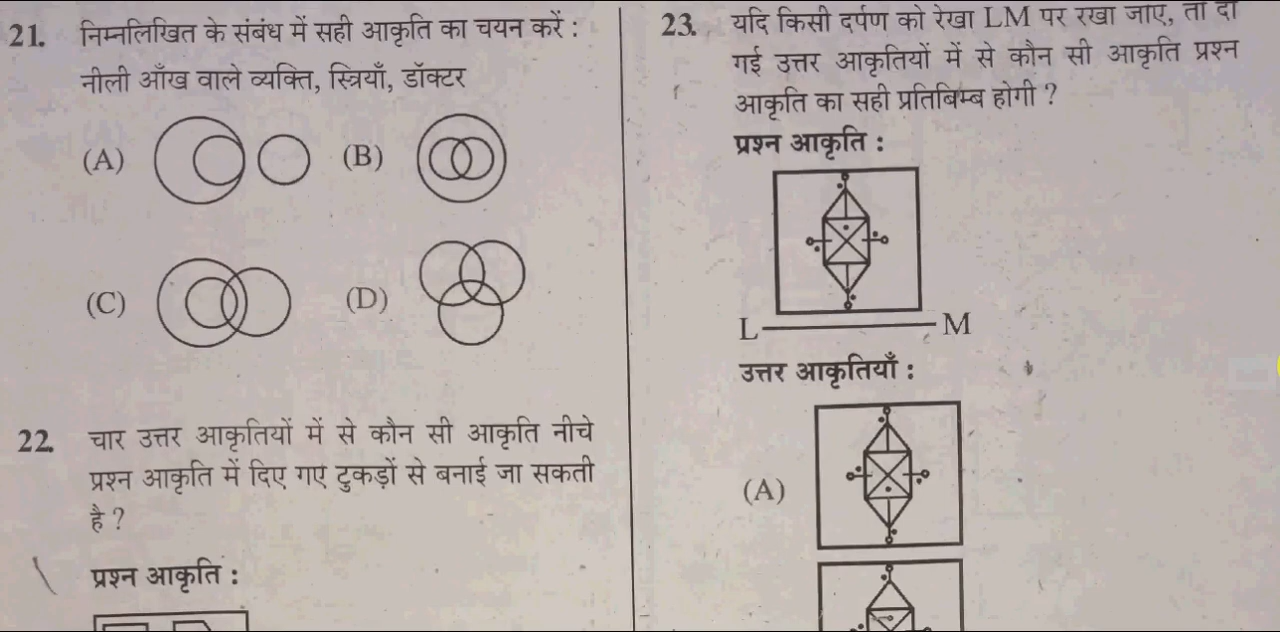 21. निम्नलिखित के संबंध में सही आकृति का चयन करें :
नीली आँख वाले व्यक्ति, स्त्रियाँ, डॉक्टर
(A)
(B)
(C)
(D)
22. चार उत्तर आकृतियों में से कौन सी आकृति नीचे
प्रश्न आकृति में दिए गए टुकड़ों से बनाई जा सकती
है ?
प्रश्न आकृति :
23. यदि किसी दर्पण को रेखा LM पर रखा जाए, तो दी
गई उत्तर आकृतियों में से कौन सी आकृति प्रश्न
आकृति का सही प्रतिबिम्ब होगी ?
प्रश्न आकृति :
L M
उत्तर आकृतियाँ :
(A)